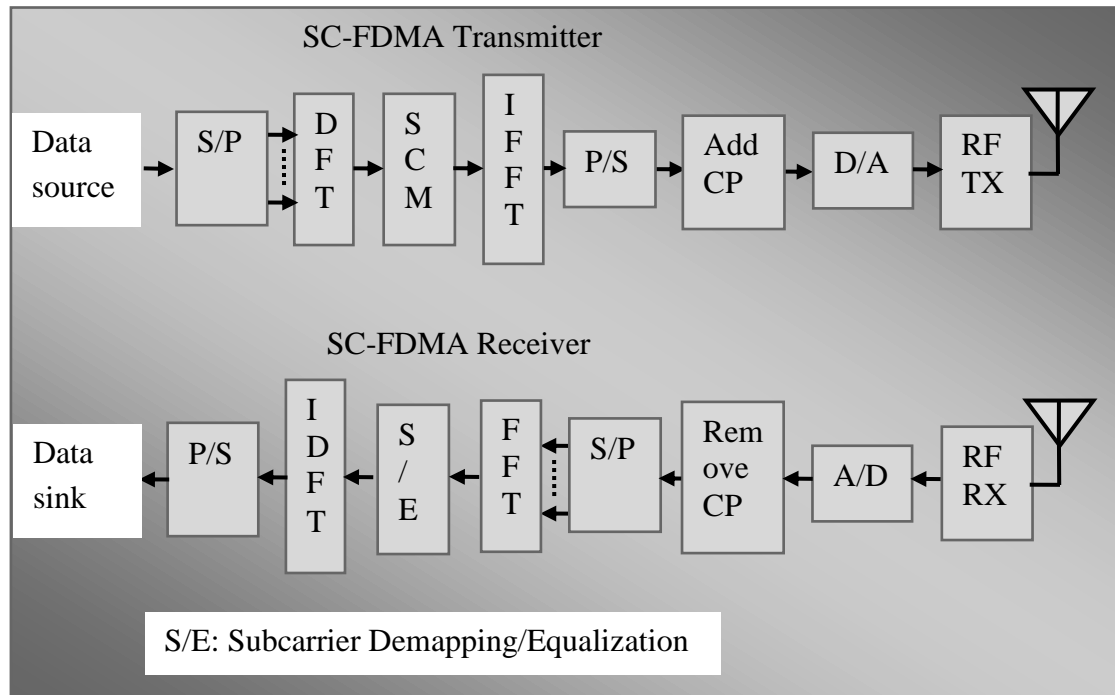 SC-FDMA Transmitter
Data
source
S/P
D
F
T
S
C
M
I
F
F
T
P/S
Add
CP
D/A
RF
TX
SC-FDMA Receiver
Data
sink
P/S
I
D
F
T
S
/
E
F
F
T
S/P
Rem
ove
CP
A/D
RF
RX
S/E: Subcarrier Demapping/Equalization